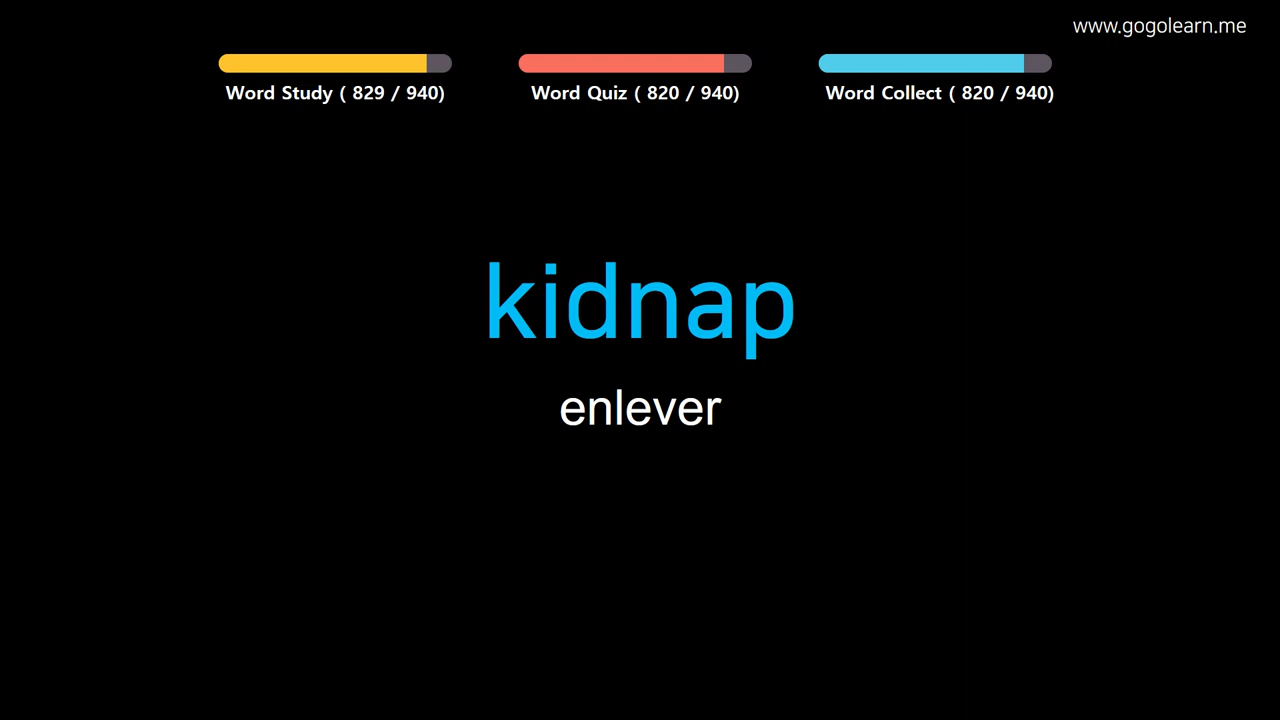 www.gogolearn.me
Word Study ( 829 / 940)
Word Quiz ( 820 / 940)
Word Collect ( 820 / 940)
kidnap
enlever